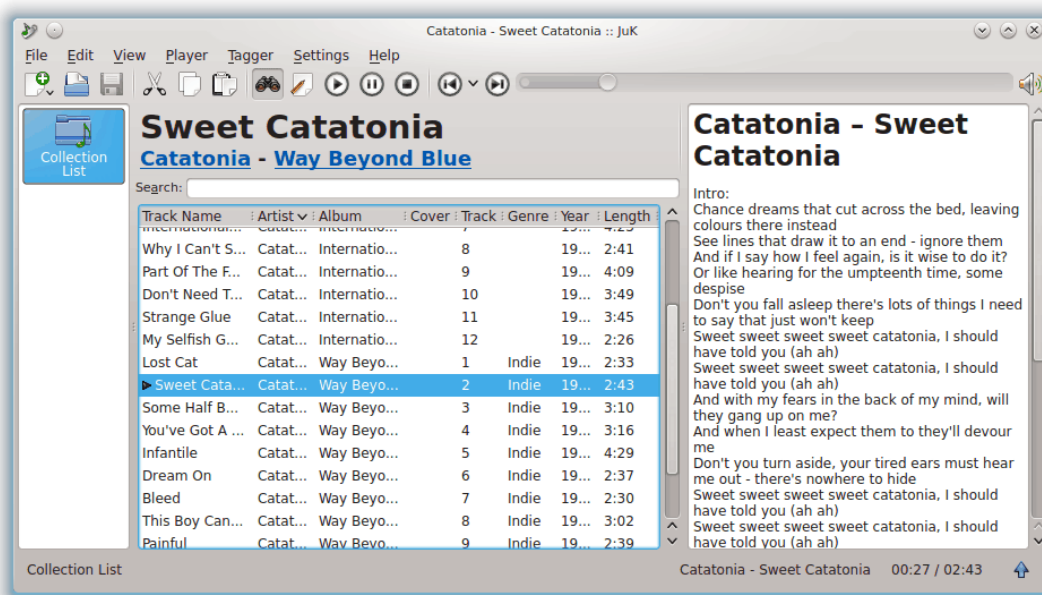 Catatonia - Sweet Catatonia :: JuK
File Edit View Player Tagger Settings Help
Collection List
Sweet Catatonia
Catatonia - Way Beyond Blue
Search:
Track Name Artist Album Cover Track Genre Year Length
Why I Can't S... Catat... Internatio... 8 19... 2:41
Part Of The F... Catat... Internatio... 9 19... 4:09
Don't Need T... Catat... Internatio... 10 19... 3:49
Strange Glue Catat... Internatio... 11 19... 3:45
My Selfish G... Catat... Internatio... 12 19... 2:26
Lost Cat Catat... Way Beyo... 1 Indie 19... 2:33
Sweet Cata... Catat... Way Beyo... 2 Indie 19... 2:43
Some Half B... Catat... Way Beyo... 3 Indie 19... 3:10
You've Got A ... Catat... Way Beyo... 4 Indie 19... 3:16
Infantile Catat... Way Beyo... 5 Indie 19... 4:29
Dream On Catat... Way Beyo... 6 Indie 19... 2:37
Bleed Catat... Way Beyo... 7 Indie 19... 2:30
This Boy Can... Catat... Way Beyo... 8 Indie 19... 3:02
Painful Catat... Way Beyo... 9 Indie 19... 2:39
Catatonia – Sweet
Catatonia
Intro:
Chance dreams that cut across the bed, leaving
colours there instead
See lines that draw it to an end - ignore them
And if I say how I feel again, is it wise to do it?
Or like hearing for the umpteenth time, some
despise
Don't you fall asleep there's lots of things I need
to say that just won't keep
Sweet sweet sweet sweet catatonia, I should
have told you (ah ah)
Sweet sweet sweet sweet catatonia, I should
have told you (ah ah)
And with my fears in the back of my mind, will
they gang up on me?
And when I least expect them to they'll devour
me
Don't you turn aside, your tired ears must hear
me out - there's nowhere to hide
Sweet sweet sweet sweet catatonia, I should
have told you (ah ah)
Sweet sweet sweet sweet catatonia, I should
have told you (ah ah)
Collection List
Catatonia - Sweet Catatonia 00:27 / 02:43